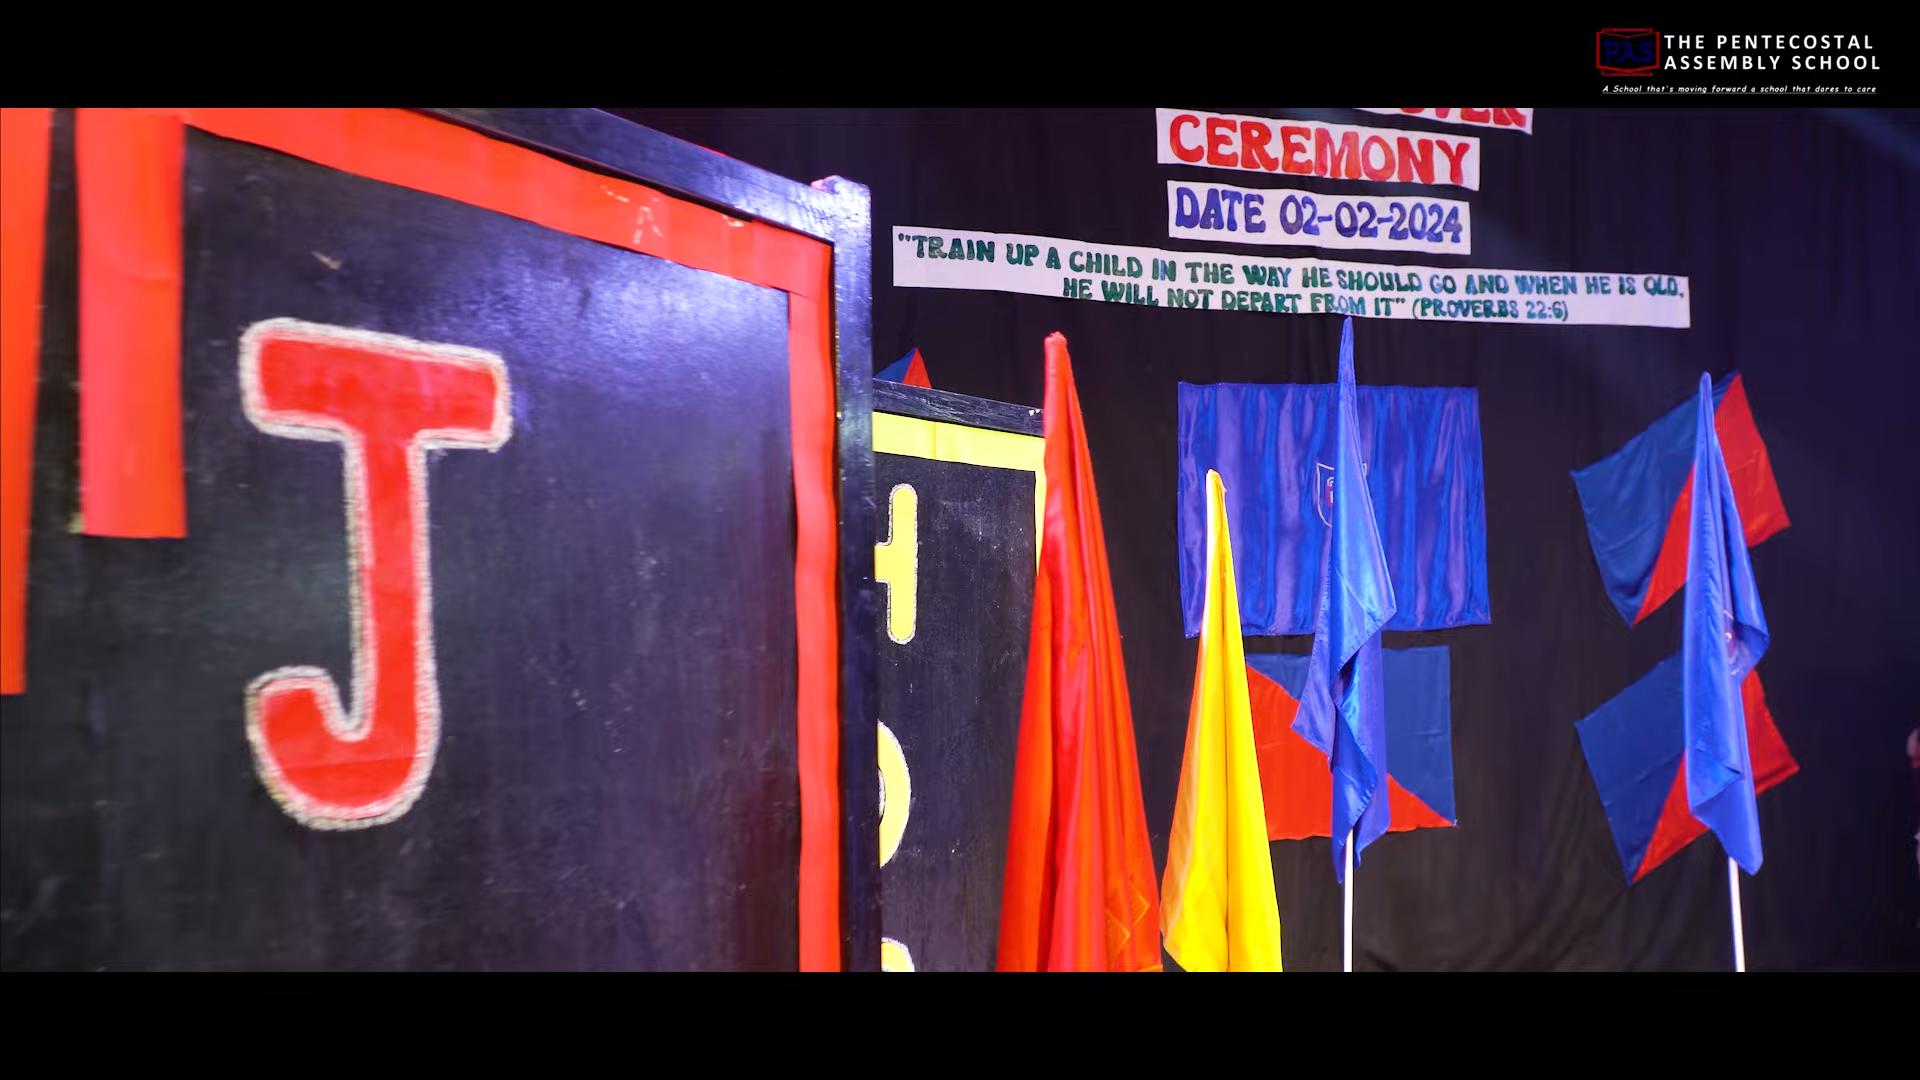 PAS
THE PENTECOSTAL
ASSEMBLY SCHOOL
A School that's moving forward a school that dares to care
CEREMONY
DATE 02-02-2024
"TRAIN UP A CHILD IN THE WAY HE SHOULD GO AND WHEN HE IS OLD,
HE WILL NOT DEPART FROM IT" (PROVERBS 22:6)
J